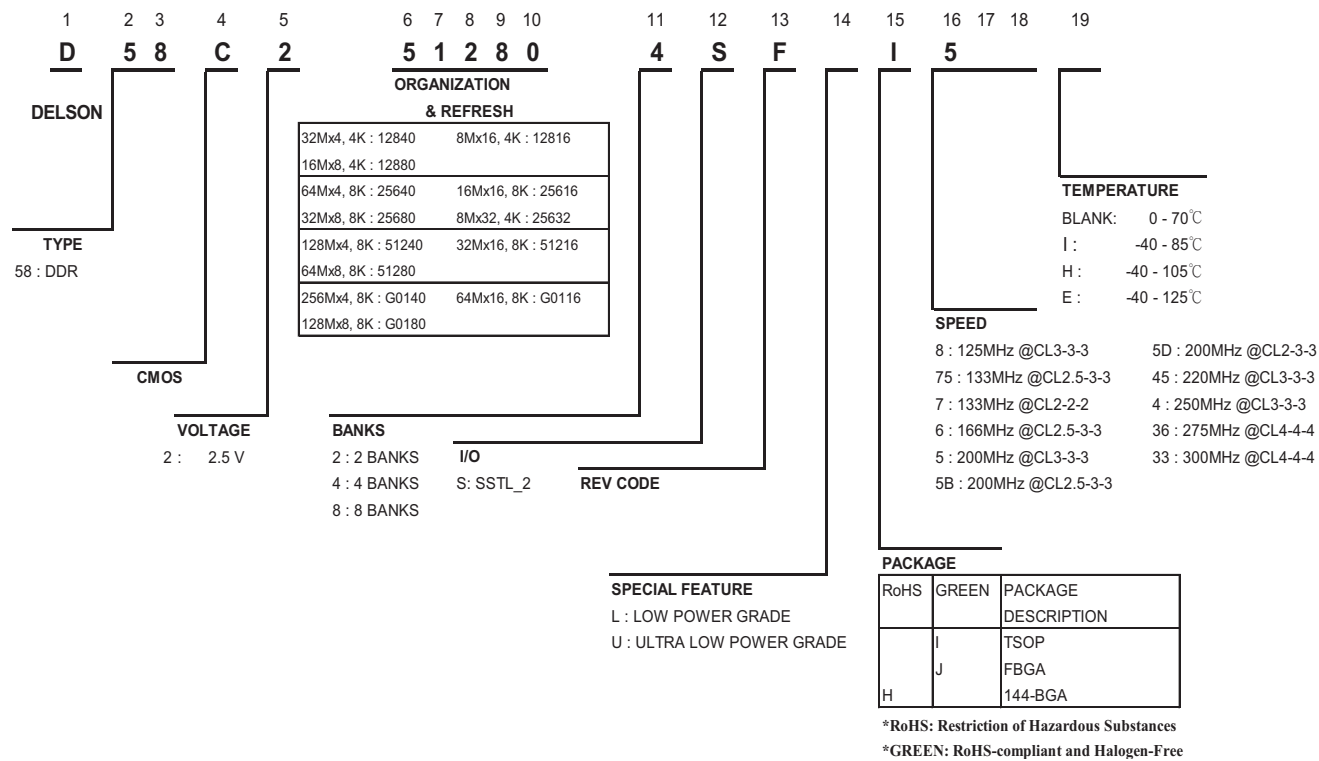 1 2 3 4 5 6 7 8 9 10 11 12 13 14 15 16 17 18 19
D 5 8 C 2 5 1 2 8 0 4 S F I 5
DELSON
ORGANIZATION
& REFRESH
32Mx4, 4K : 12840 8Mx16, 4K : 12816
16Mx8, 4K : 12880
64Mx4, 8K : 25640 16Mx16, 8K : 25616
32Mx8, 8K : 25680 8Mx32, 4K : 25632
128Mx4, 8K : 51240 32Mx16, 8K : 51216
64Mx8, 8K : 51280
256Mx4, 8K : G0140 64Mx16, 8K : G0116
128Mx8, 8K : G0180
TEMPERATURE
BLANK: 0 - 70℃
I : -40 - 85℃
H : -40 - 105℃
E : -40 - 125℃
TYPE
58 : DDR
SPEED
8 : 125MHz @CL3-3-3 5D : 200MHz @CL2-3-3
75 : 133MHz @CL2.5-3-3 45 : 220MHz @CL3-3-3
7 : 133MHz @CL2-2-2 4 : 250MHz @CL3-3-3
6 : 166MHz @CL2.5-3-3 36 : 275MHz @CL4-4-4
5 : 200MHz @CL3-3-3 33 : 300MHz @CL4-4-4
5B : 200MHz @CL2.5-3-3
CMOS
VOLTAGE
2 : 2.5 V
BANKS
2 : 2 BANKS
4 : 4 BANKS
8 : 8 BANKS
I/O
S: SSTL_2
REV CODE
SPECIAL FEATURE
L : LOW POWER GRADE
U : ULTRA LOW POWER GRADE
PACKAGE
RoHS GREEN PACKAGE
DESCRIPTION
I TSOP
J FBGA
H 144-BGA
*RoHS: Restriction of Hazardous Substances
*GREEN: RoHS-compliant and Halogen-Free